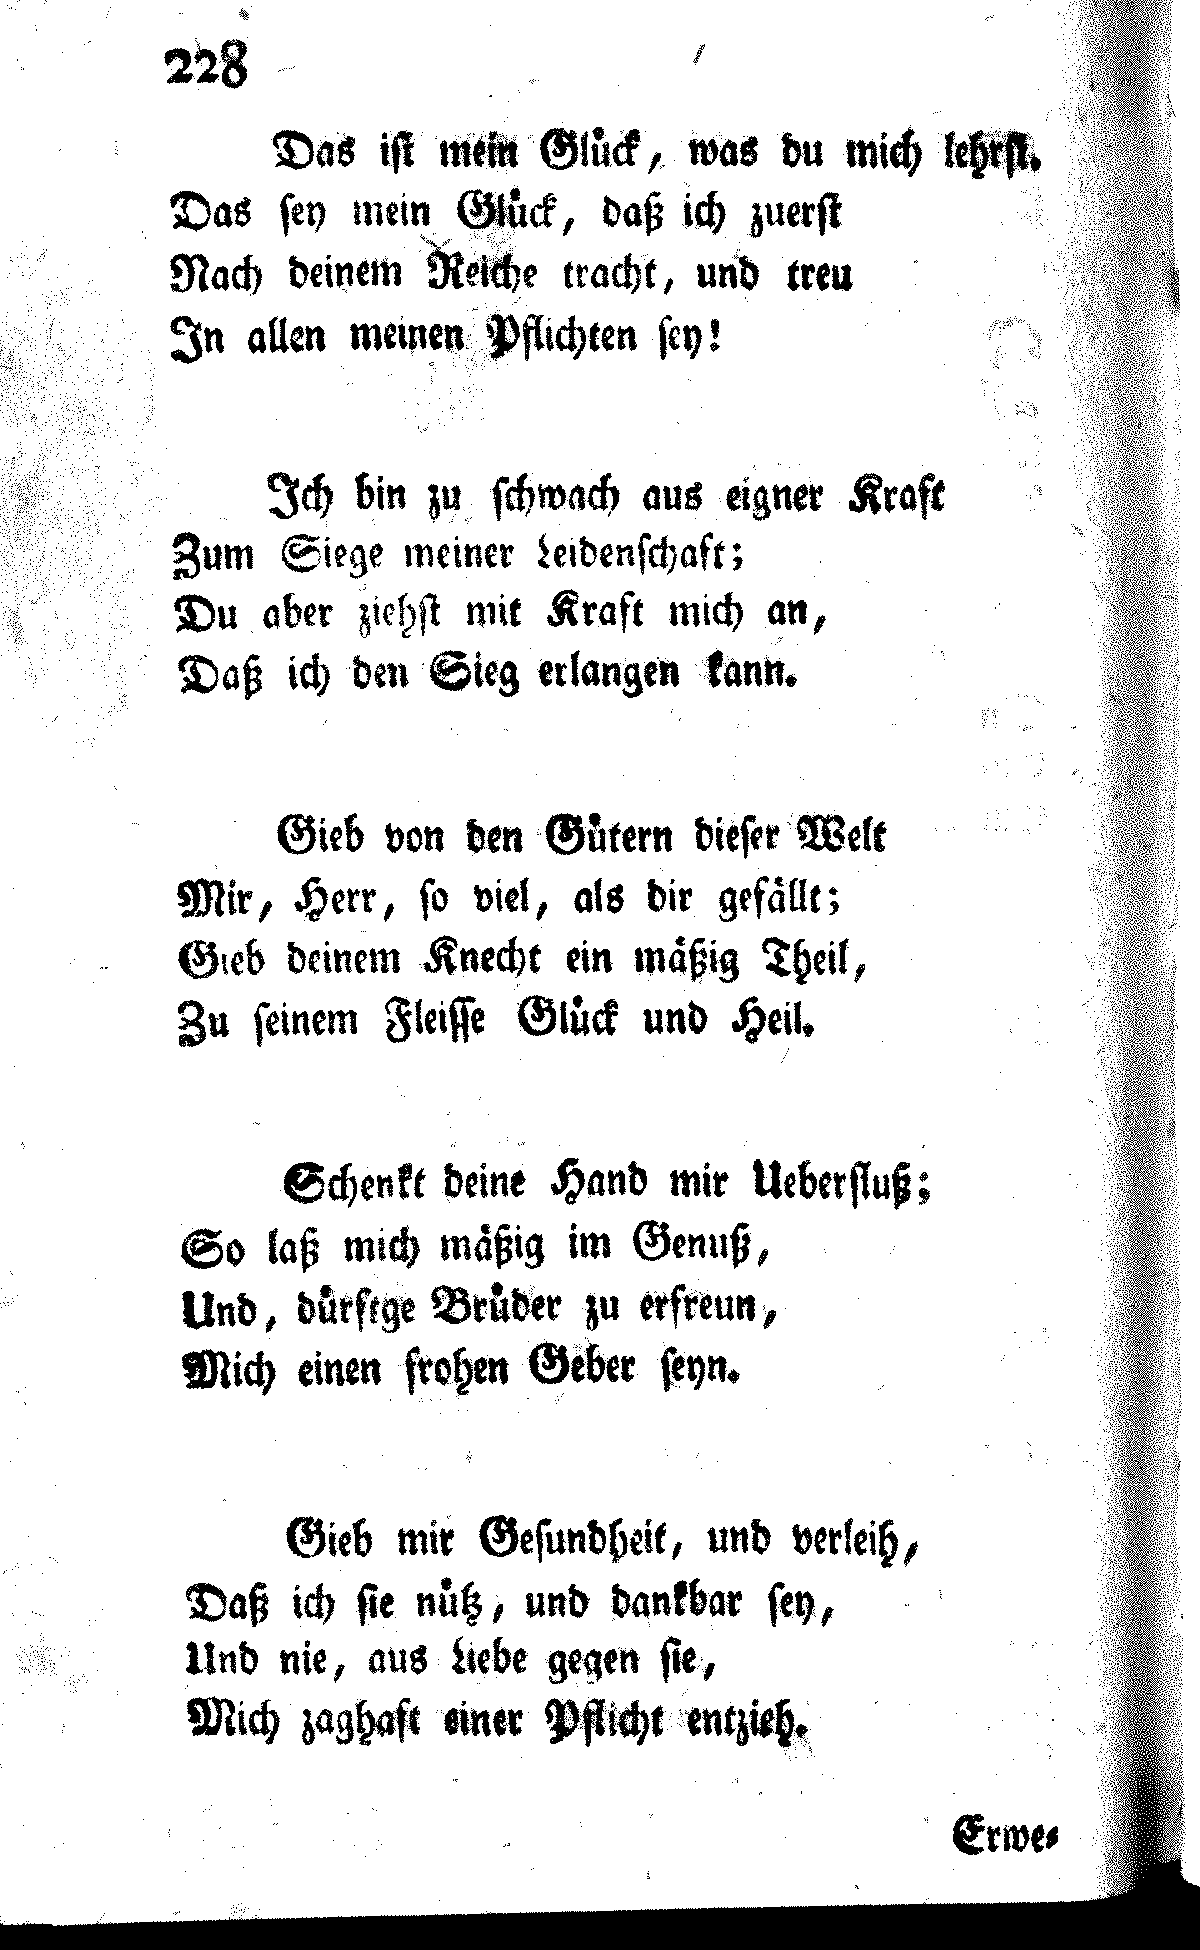 228
Das ist mein Glück, was du mich lehrst.
Das sey mein Glück, daß ich zuerst
Nach deinem Reiche tracht, und treu
In allen meinen Pflichten sey!
Ich bin zu schwach aus eigner Kraft
Zum Siege meiner Leidenschaft;
Du aber ziehst mit Kraft mich an,
Daß ich den Sieg erlangen kann.
Gieb von den Gütern dieser Welt
Mir, Herr, so viel, als dir gefällt;
Gieb deinem Knecht ein mäßig Theil,
Zu seinem Fleisse Glück und Heil.
Schenkt deine Hand mir Ueberfluß;
So laß mich mäßig im Genuß,
Und, dürftge Brüder zu erfreun,
Mich einen frohen Geber seyn.
Gieb mir Gesundheit, und verleih,
Daß ich sie nütz, und dankbar sey,
Und nie, aus Liebe gegen sie,
Mich zaghaft einer Pflicht entzieh.
Erwe-